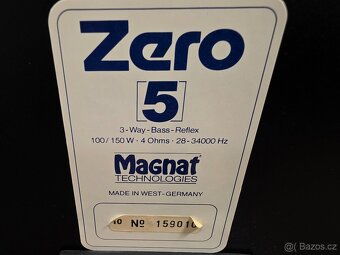 Zero
5
3-Way-Bass-Reflex
100/150 W · 4 Ohms · 28-34000 Hz
Magnat
TECHNOLOGIES
MADE IN WEST-GERMANY
Nº 159010
Bazoš.cz